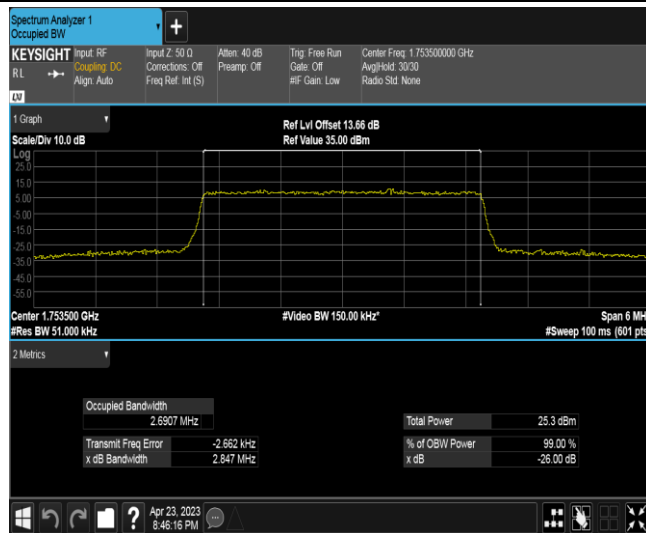 Spectrum Analyzer 1
Occupied BW
+
KEYSIGHT
RL
Input: RF
Coupling: DC
Align: Auto
Input Z: 50 Ω
Corrections: Off
Freq Ref: Int (S)
Atten: 40 dB
Preamp: Off
Trig: Free Run
Gate: Off
#IF Gain: Low
Center Freq: 1.753500000 GHz
Avg|Hold: 30/30
Radio Std: None
1 Graph
Scale/Div 10.0 dB
Ref Lvl Offset 13.66 dB
Ref Value 35.00 dBm
Log
25.0
15.0
5.00
-5.00
-15.0
-25.0
-35.0
-45.0
-55.0
Center 1.753500 GHz
#Res BW 51.000 kHz
#Video BW 150.00 kHz*
Span 6 MH
#Sweep 100 ms (601 pts
2 Metrics
Occupied Bandwidth
2.6907 MHz
Transmit Freq Error -2.662 kHz
x dB Bandwidth 2.847 MHz
Total Power 25.3 dBm
% of OBW Power 99.00 %
x dB -26.00 dB
?
Apr 23, 2023
8:46:16 PM